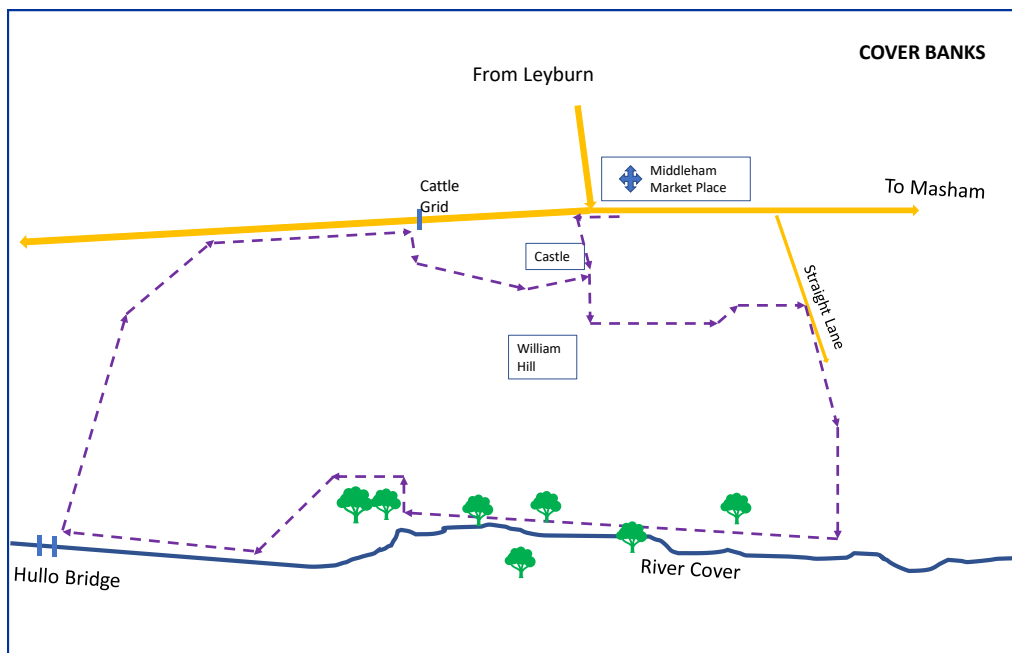 COVER BANKS
From Leyburn
Middleham
Market Place
Cattle
Grid
To Masham
Castle
Straight Lane
William
Hill
River Cover
Hullo Bridge